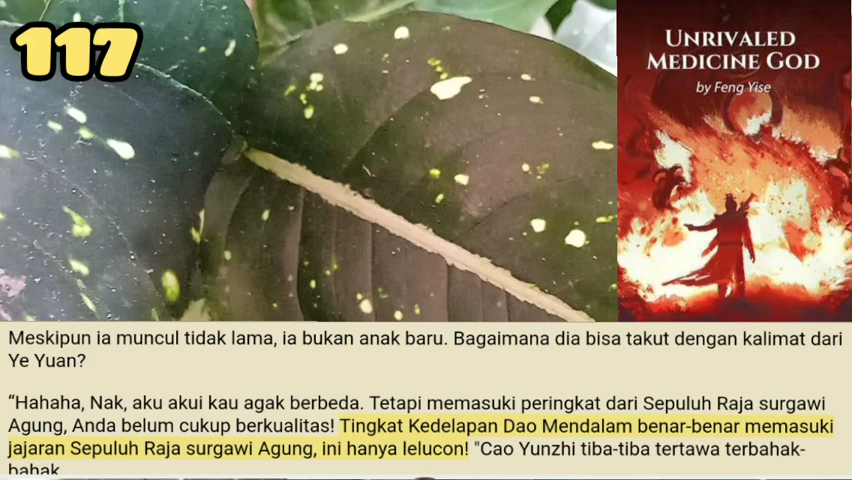 117
UNRIVALED
MEDICINE GOD
by Feng Yise
Meskipun ia muncul tidak lama, ia bukan anak baru. Bagaimana dia bisa takut dengan kalimat dari
Ye Yuan?
“Hahaha, Nak, aku akui kau agak berbeda. Tetapi memasuki peringkat dari Sepuluh Raja surgawi
Agung, Anda belum cukup berkualitas! Tingkat Kedelapan Dao Mendalam benar-benar memasuki
jajaran Sepuluh Raja surgawi Agung, ini hanya lelucon! "Cao Yunzhi tiba-tiba tertawa terbahak-
bahak